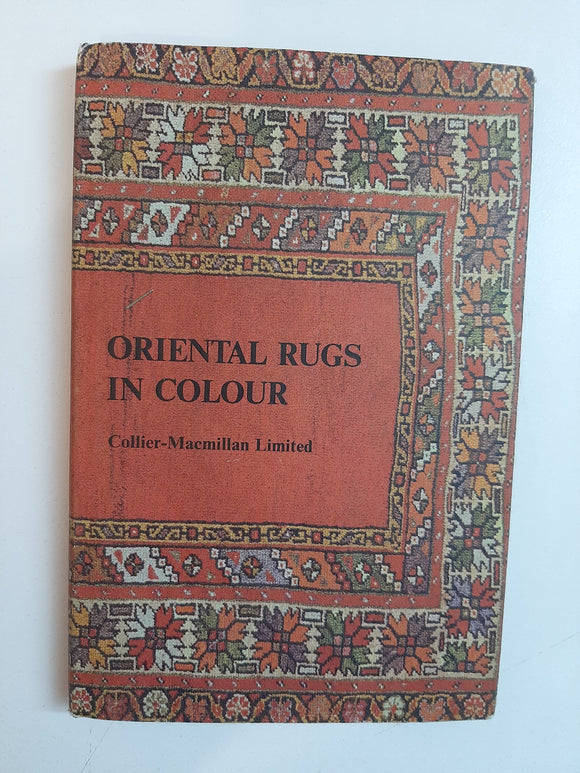 ORIENTAL RUGS
IN COLOUR
Collier-Macmillan Limited